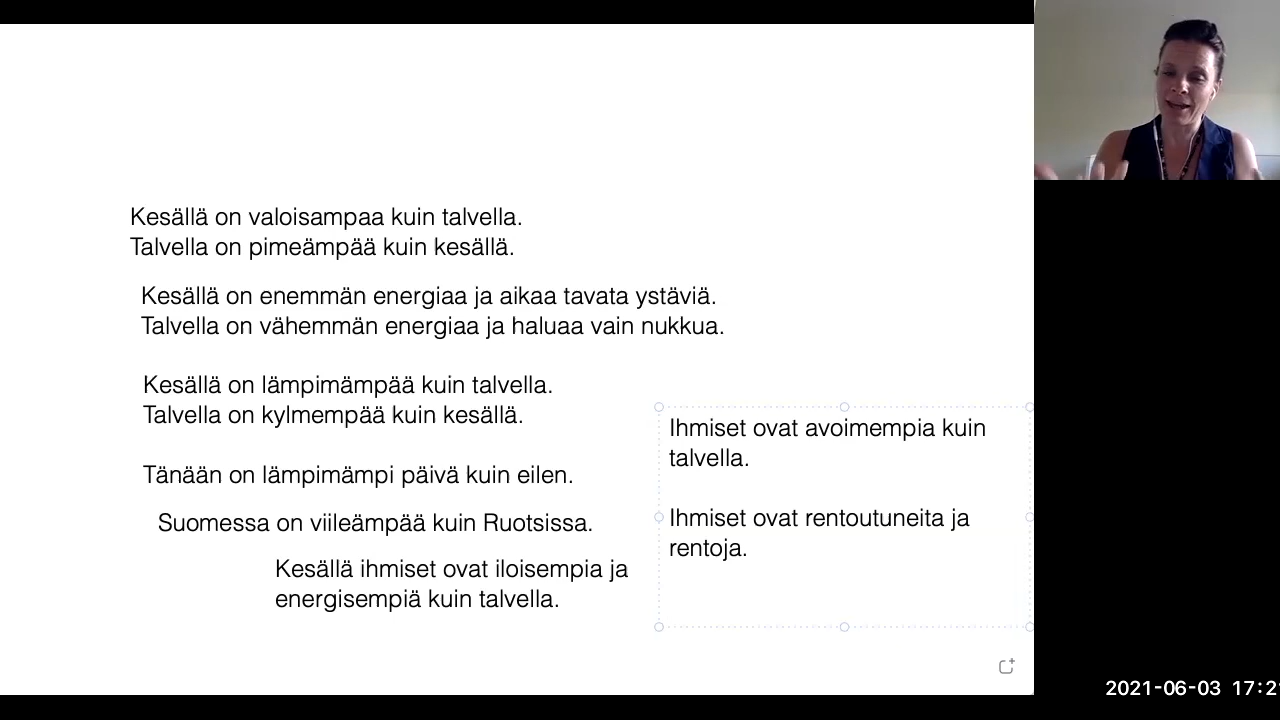 Kesällä on valoisampaa kuin talvella.
Talvella on pimeämpää kuin kesällä.
Kesällä on enemmän energiaa ja aikaa tavata ystäviä.
Talvella on vähemmän energiaa ja haluaa vain nukkua.
Kesällä on lämpimämpää kuin talvella.
Talvella on kylmempää kuin kesällä.
Tänään on lämpimämpi päivä kuin eilen.
Suomessa on viileämpää kuin Ruotsissa.
Kesällä ihmiset ovat iloisempia ja
energisempiä kuin talvella.
Ihmiset ovat avoimempia kuin
talvella.
Ihmiset ovat rentoutuneita ja
rentoja.
2021-06-03 17:2